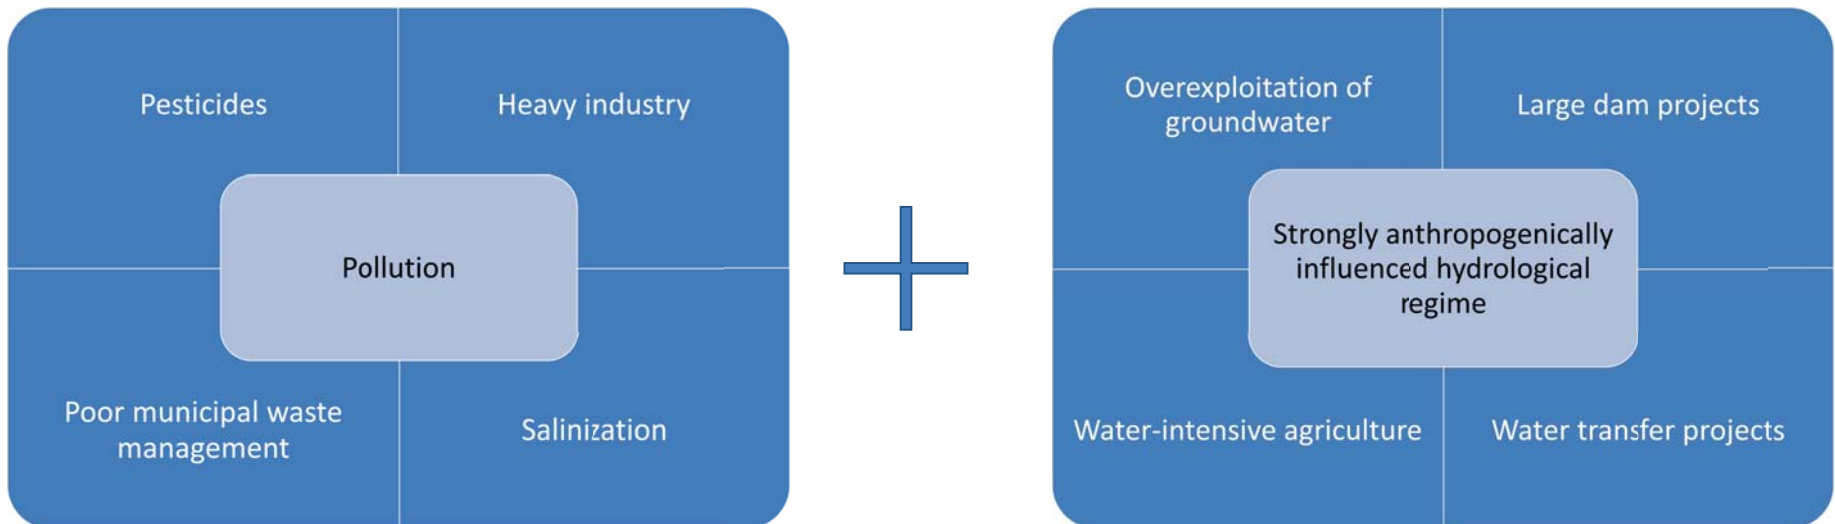 Pesticides
Heavy industry
Pollution
Poor municipal waste
management
Salinization
Overexploitation of
groundwater
Large dam projects
Strongly anthropogenically
influenced hydrological
regime
Water-intensive agriculture
Water transfer projects